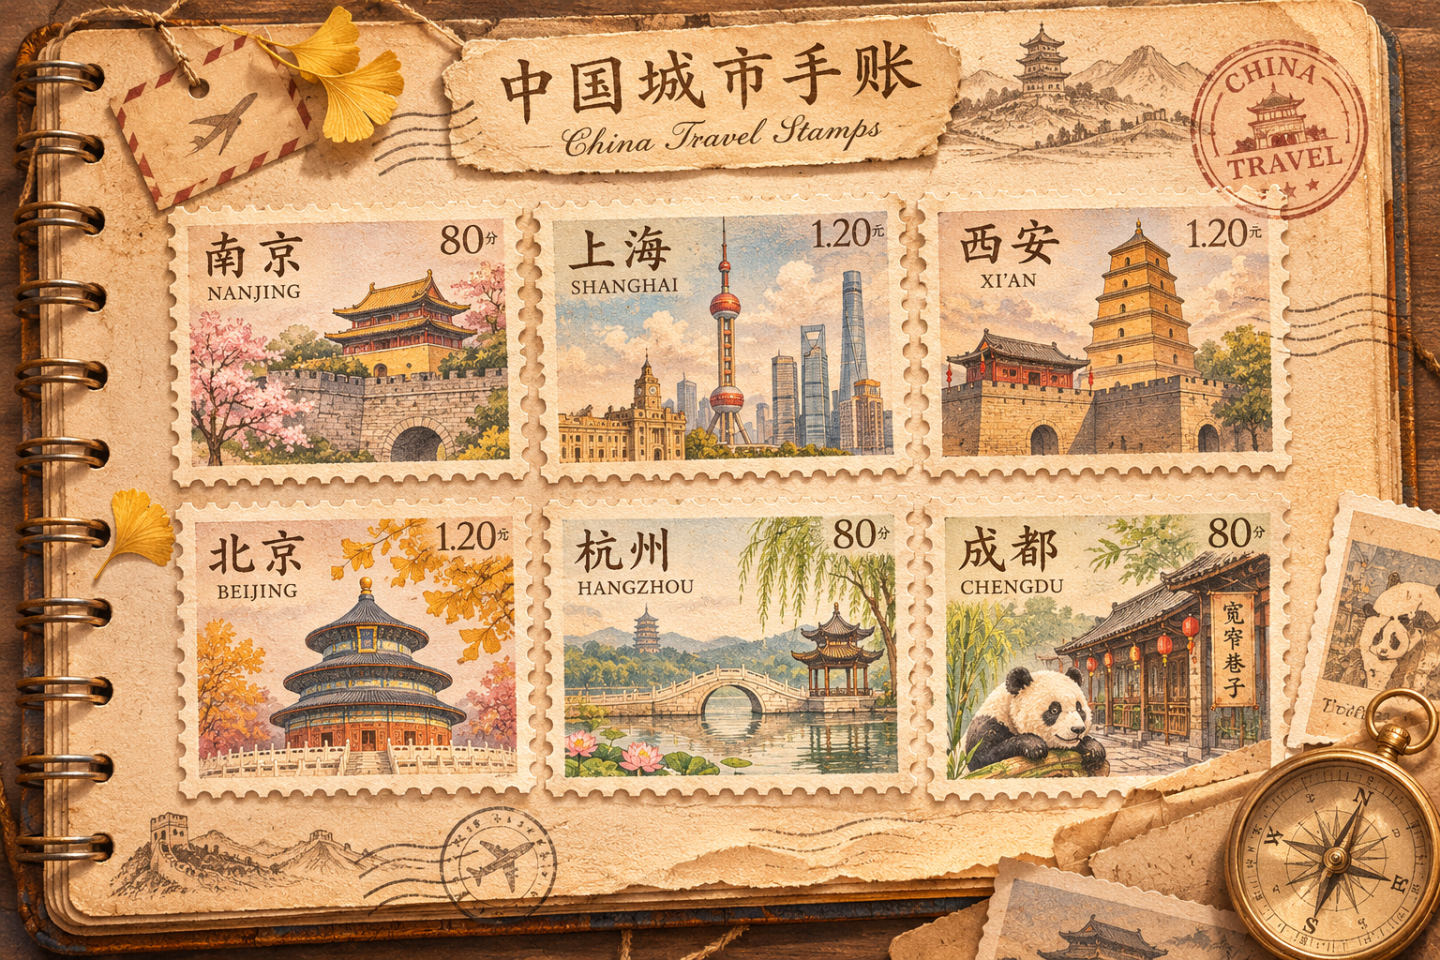 中国城市手账
China Travel Stamps
CHINA
TRAVEL
南京
NANJING
80分
上海
SHANGHAI
1.20元
西安
XI'AN
1.20元
北京
BEIJING
1.20元
杭州
HANGZHOU
80分
成都
CHENGDU
80分
宽窄巷子
N
S